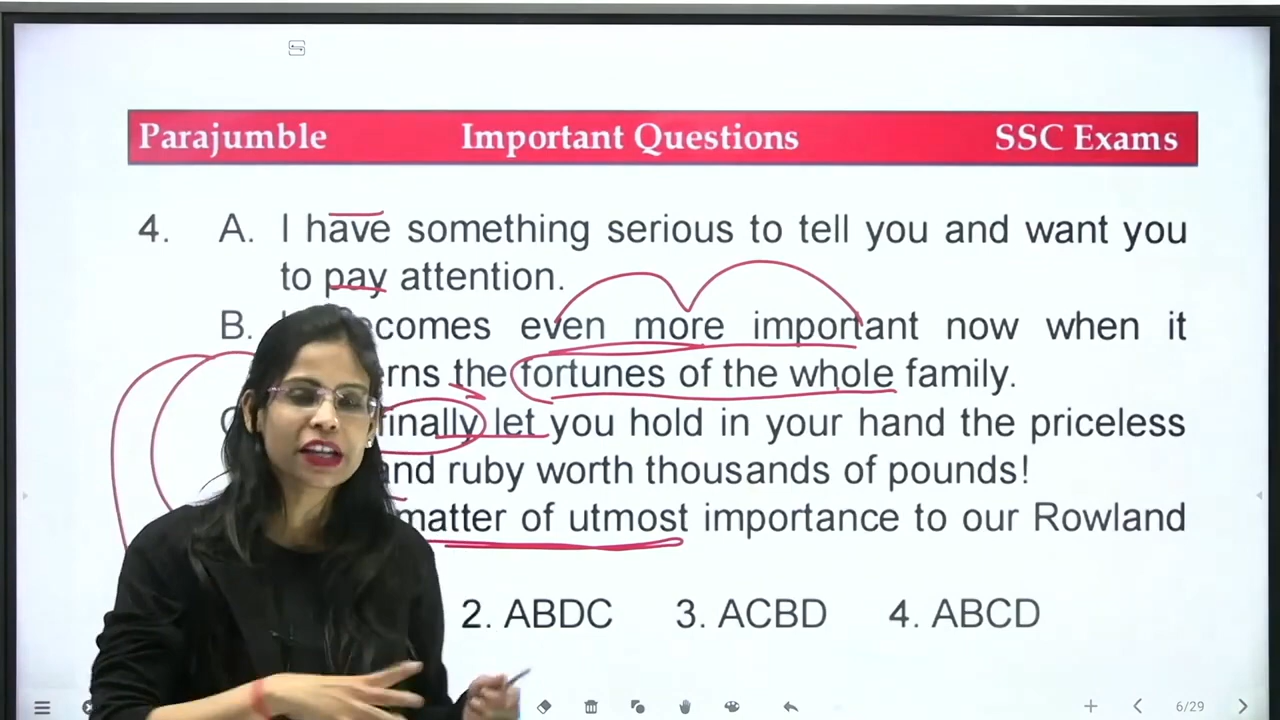 Parajumble Important Questions SSC Exams
4. A. I have something serious to tell you and want you
to pay attention.
B. even more important now when it
the fortunes of the whole family.
finally let you hold in your hand the priceless
and ruby worth thousands of pounds!
matter of utmost importance to our Rowland
2. ABDC 3. ACBD 4. ABCD
6/29